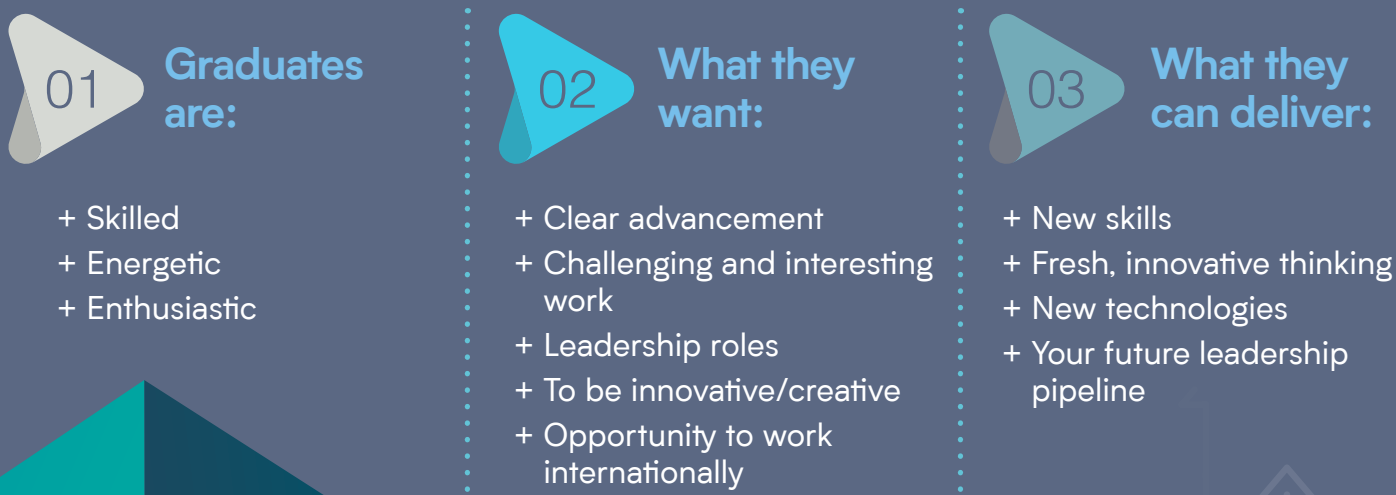 01
Graduates
are:
+ Skilled
+ Energetic
+ Enthusiastic
02
What they
want:
+ Clear advancement
+ Challenging and interesting
work
+ Leadership roles
+ To be innovative/creative
+ Opportunity to work
internationally
03
What they
can deliver:
+ New skills
+ Fresh, innovative thinking
+ New technologies
+ Your future leadership
pipeline